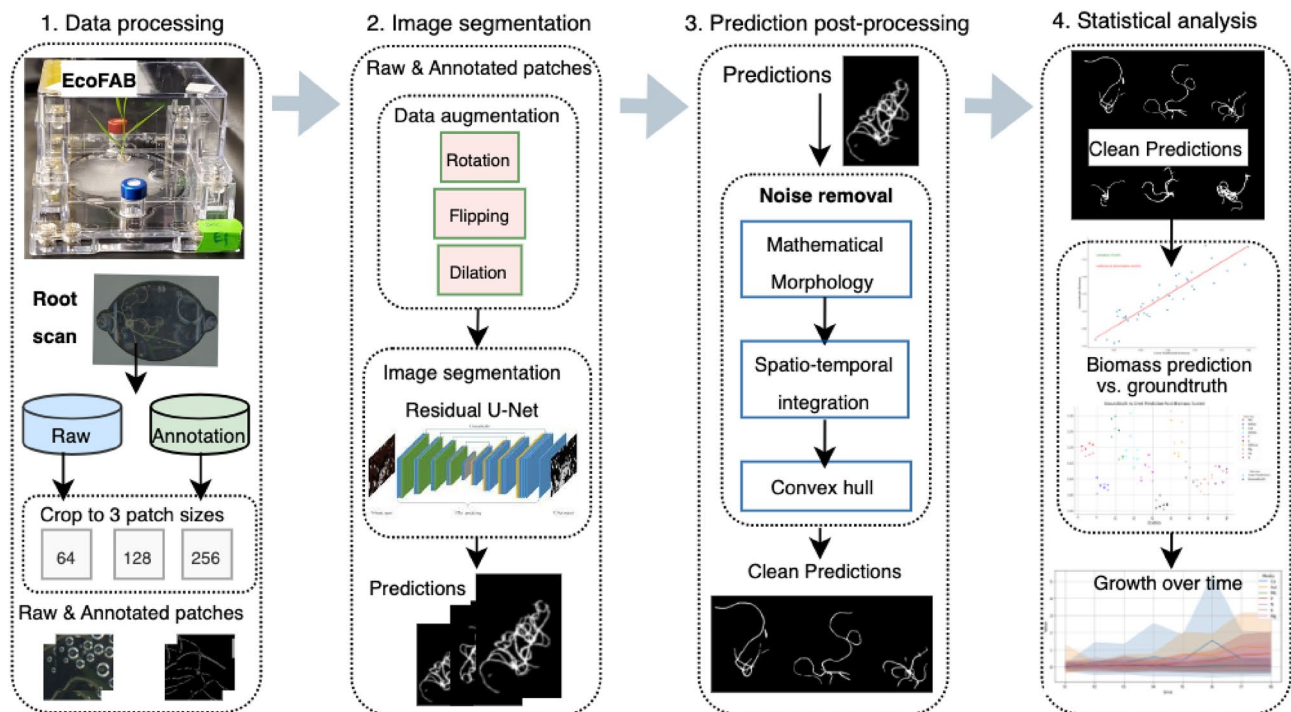 1. Data processing
EcoFAB
Root
scan
Raw
Annotation
Crop to 3 patch sizes
64
128
256
Raw & Annotated patches
2. Image segmentation
Raw & Annotated patches
Data augmentation
Rotation
Flipping
Dilation
Image segmentation
Residual U-Net
Predictions
3. Prediction post-processing
Predictions
Noise removal
Mathematical
Morphology
Spatio-temporal
integration
Convex hull
Clean Predictions
4. Statistical analysis
Clean Predictions
Biomass prediction
vs. groundtruth
Growth over time